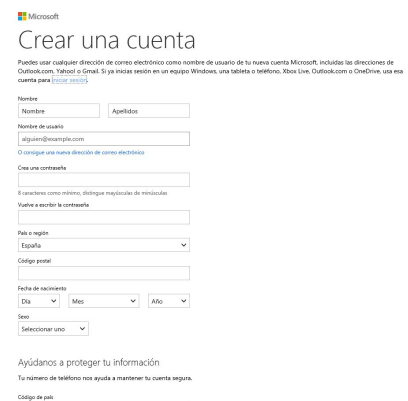 Microsoft
Crear una cuenta
Puedes usar cualquier dirección de correo electrónico como nombre de usuario de tu nueva cuenta Microsoft, incluidas las direcciones de
Outlook.com, Yahoo! o Gmail. Si ya inicias sesión en un equipo Windows, una tableta o teléfono, Xbox Live, Outlook.com o OneDrive, usa esa
cuenta para iniciar sesión.
Nombre
Nombre Apellidos
Nombre de usuario
alguien@example.com
O consigue una nueva dirección de correo electrónico
Crea una contraseña
8 caracteres como mínimo, distingue mayúsculas de minúsculas
Vuelve a escribir la contraseña
País o región
España
Código postal
Fecha de nacimiento
Día Mes Año
Sexo
Seleccionar uno
Ayúdanos a proteger tu información
Tu número de teléfono nos ayuda a mantener tu cuenta segura.
Código de país